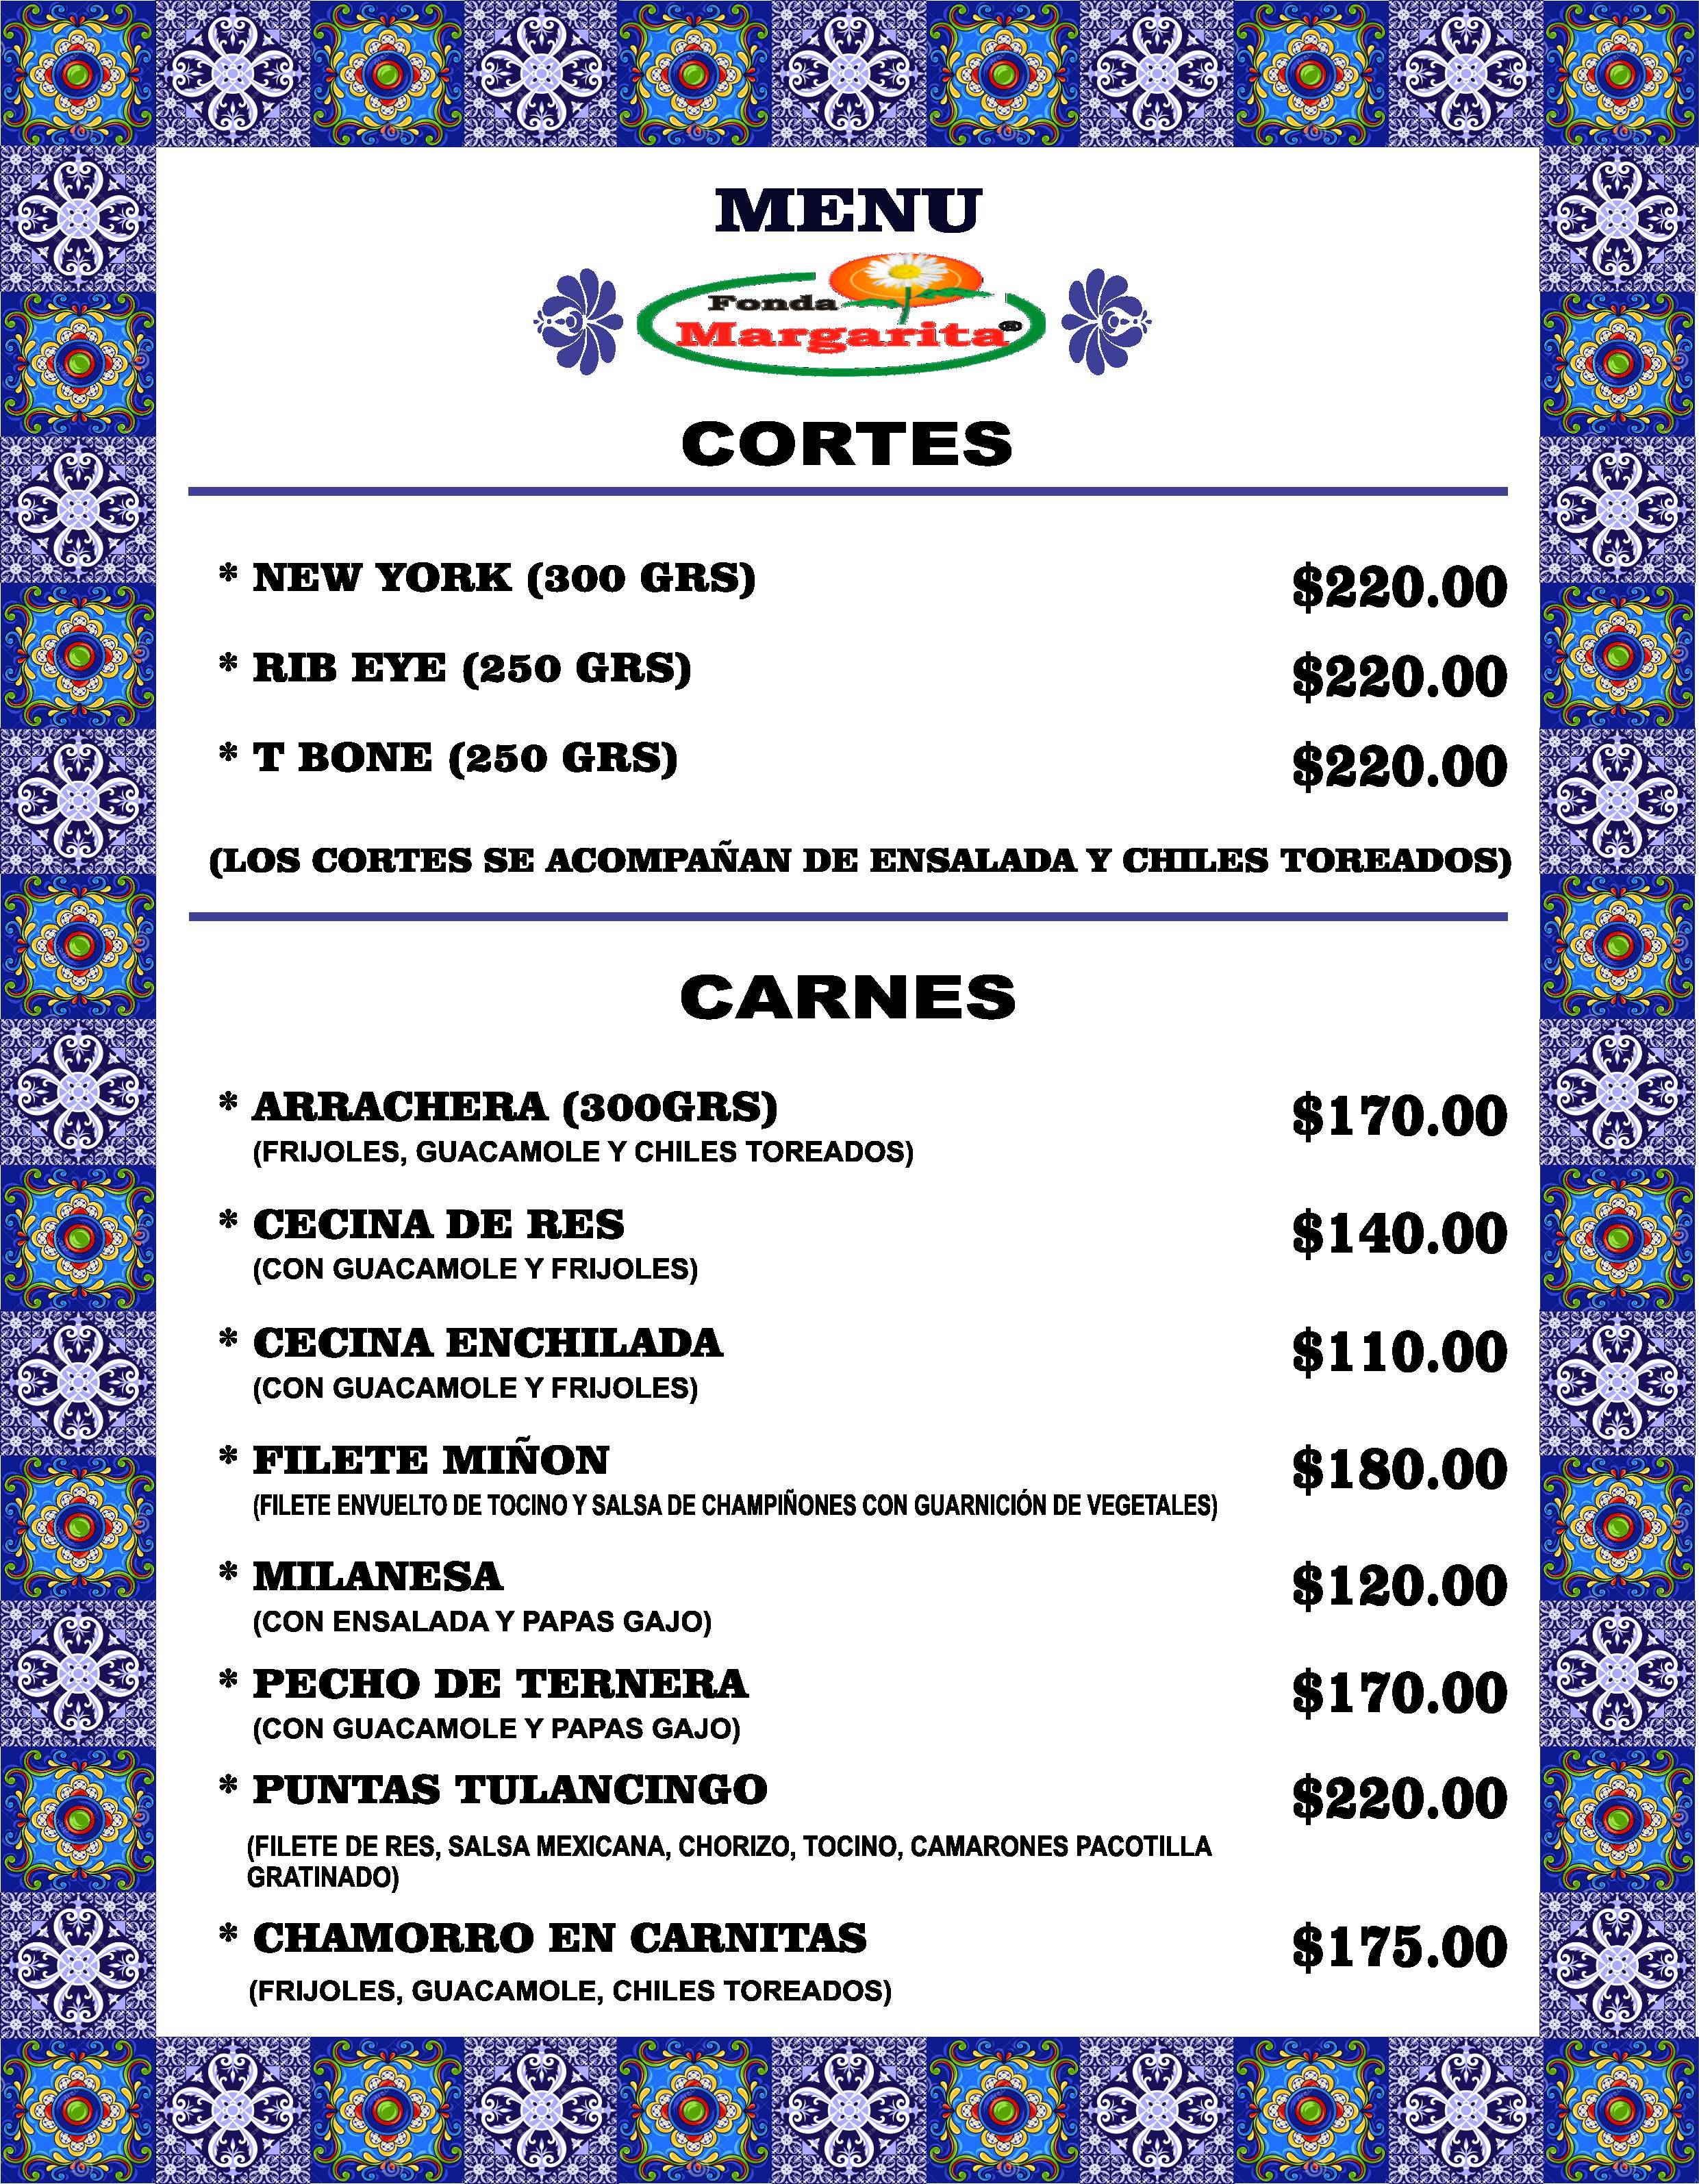 MENU
Fonda
Margarita®
CORTES
* NEW YORK (300 GRS) $220.00
* RIB EYE (250 GRS) $220.00
* T BONE (250 GRS) $220.00
(LOS CORTES SE ACOMPAÑAN DE ENSALADA Y CHILES TOREADOS)
CARNES
* ARRACHERA (300GRS) $170.00
(FRIJOLES, GUACAMOLE Y CHILES TOREADOS)
* CECINA DE RES $140.00
(CON GUACAMOLE Y FRIJOLES)
* CECINA ENCHILADA $110.00
(CON GUACAMOLE Y FRIJOLES)
* FILETE MIÑON $180.00
(FILETE ENVUELTO DE TOCINO Y SALSA DE CHAMPIÑONES CON GUARNICIÓN DE VEGETALES)
* MILANESA $120.00
(CON ENSALADA Y PAPAS GAJO)
* PECHO DE TERNERA $170.00
(CON GUACAMOLE Y PAPAS GAJO)
* PUNTAS TULANCINGO $220.00
(FILETE DE RES, SALSA MEXICANA, CHORIZO, TOCINO, CAMARONES PACOTILLA
GRATINADO)
* CHAMORRO EN CARNITAS $175.00
(FRIJOLES, GUACAMOLE, CHILES TOREADOS)